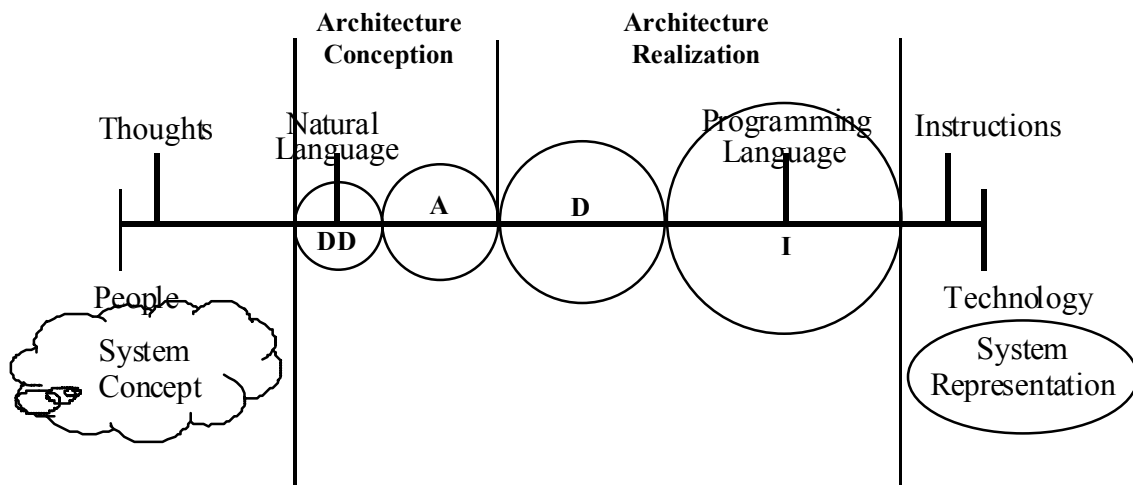 Architecture
Conception
Architecture
Realization
Thoughts
Natural
Language
Programming
Language
Instructions
DD
A
D
I
People
Technology
System
Concept
System
Representation